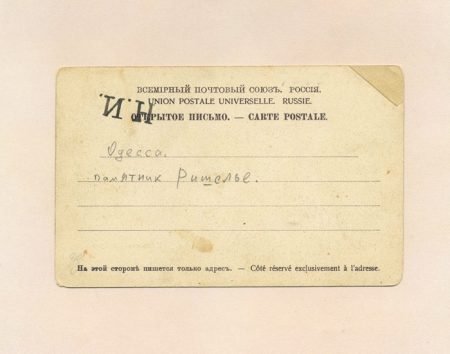 ВСЕМІРНЫЙ ПОЧТОВЫЙ СОЮЗЪ. РОССІЯ.
UNION POSTALE UNIVERSELLE. RUSSIE.
ОТКРЫТОЕ ПИСЬМО. — CARTE POSTALE.
И.Н.
Одесса.
памятник Ришелье.
На этой сторонѣ пишется только адресъ. — Côté réservé exclusivement à l'adresse.